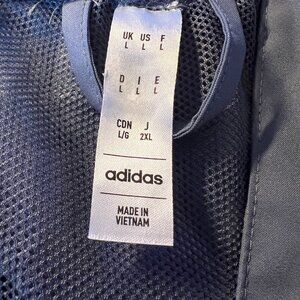 UK US F
L L L
D I E
L L L
CDN J
L/G 2XL
adidas
MADE IN
VIETNAM